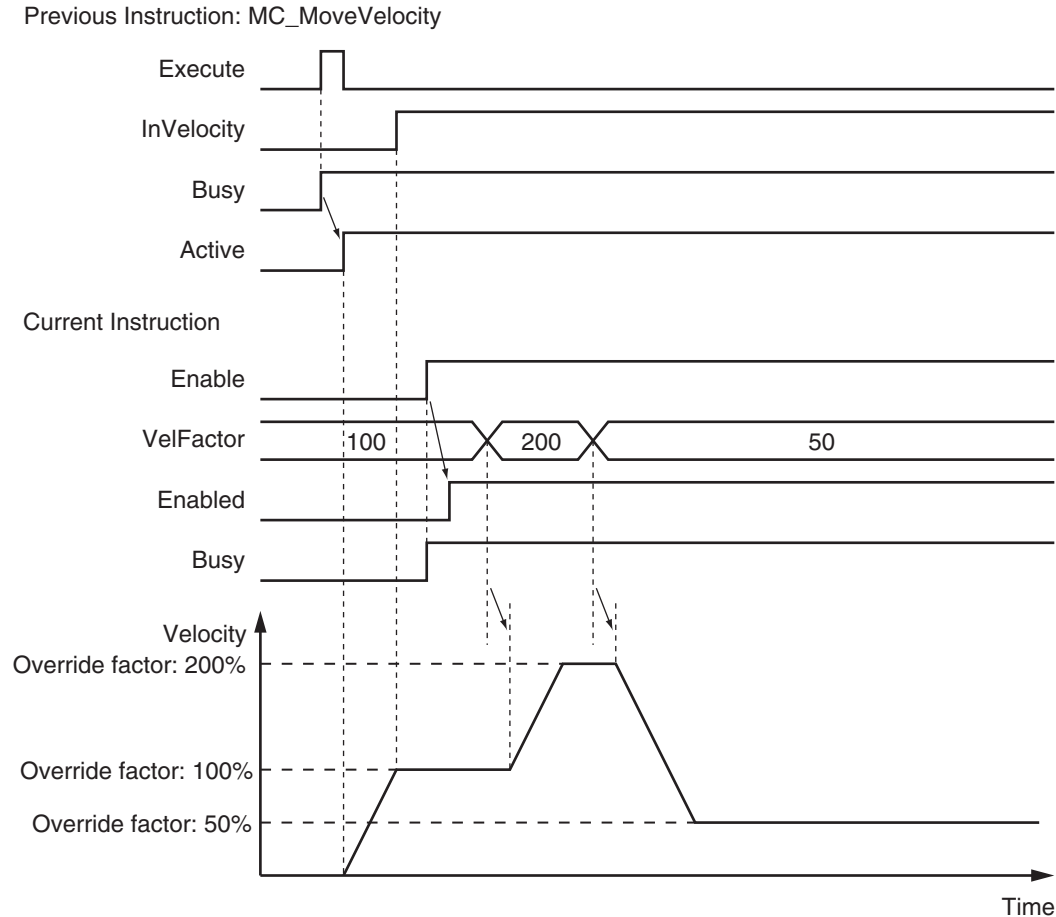 Previous Instruction: MC_MoveVelocity
Execute
InVelocity
Busy
Active
Current Instruction
Enable
VelFactor 100 200 50
Enabled
Busy
Velocity
Override factor: 200%
Override factor: 100%
Override factor: 50%
Time